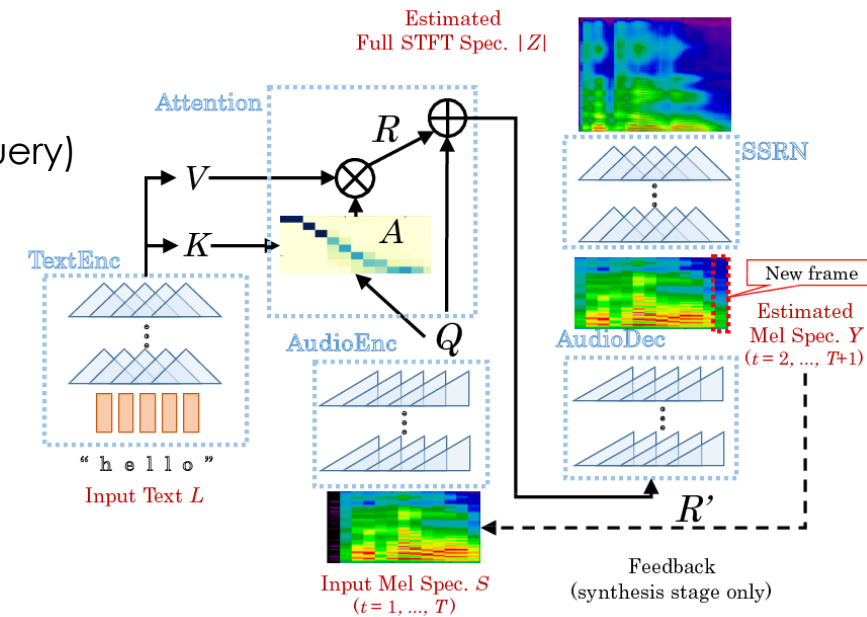 Estimated
Full STFT Spec. |Z|
Attention
uery)
R
SSRN
V
A
K
New frame
TextEnc
Estimated
Mel Spec. Y
(t = 2, ..., T+1)
Q
AudioEnc
AudioDec
“hello”
Input Text L
R'
Input Mel Spec. S
(t = 1, ..., T)
Feedback
(synthesis stage only)